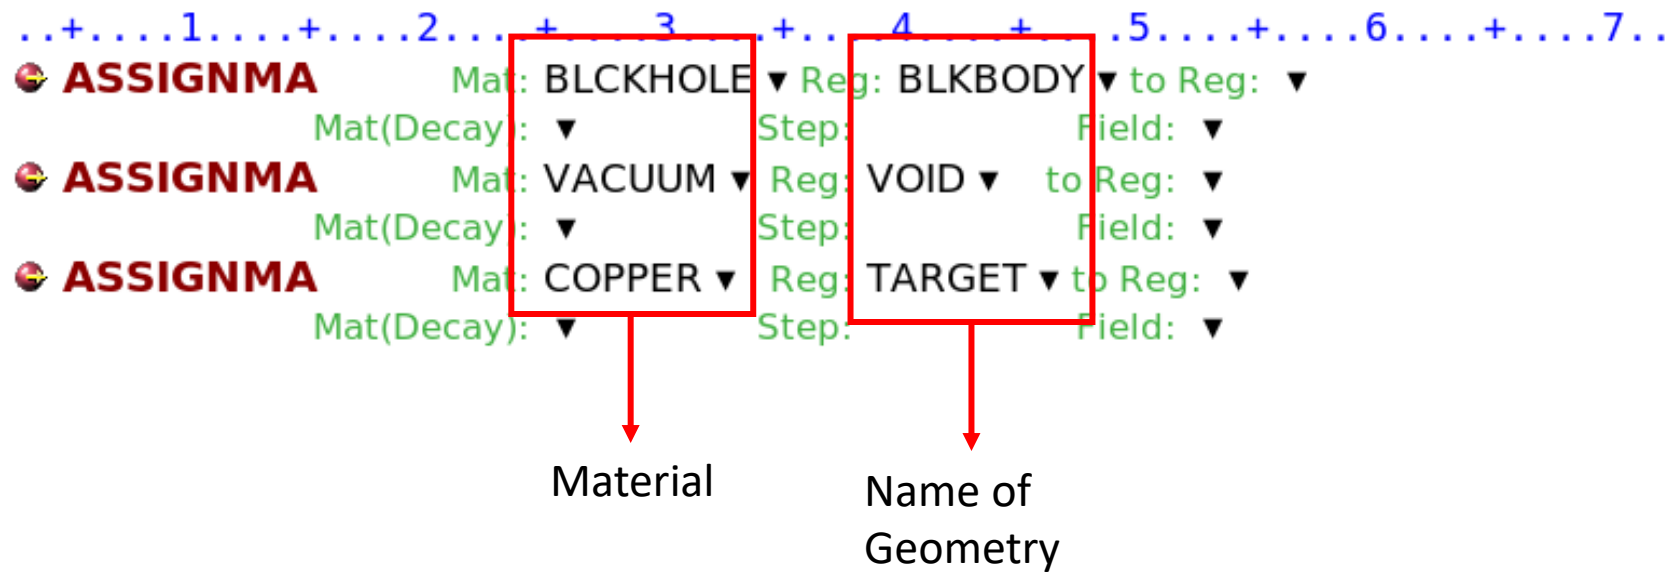 ..+....1....+....2....+....3....+....4....+....5....+....6....+....7..
ASSIGNMA Mat: BLCKHOLE ▼ Reg: BLKBODY ▼ to Reg: ▼
Mat(Decay): ▼ Step: Field: ▼
ASSIGNMA Mat: VACUUM ▼ Reg: VOID ▼ to Reg: ▼
Mat(Decay): ▼ Step: Field: ▼
ASSIGNMA Mat: COPPER ▼ Reg: TARGET ▼ to Reg: ▼
Mat(Decay): ▼ Step: Field: ▼
Material
Name of
Geometry